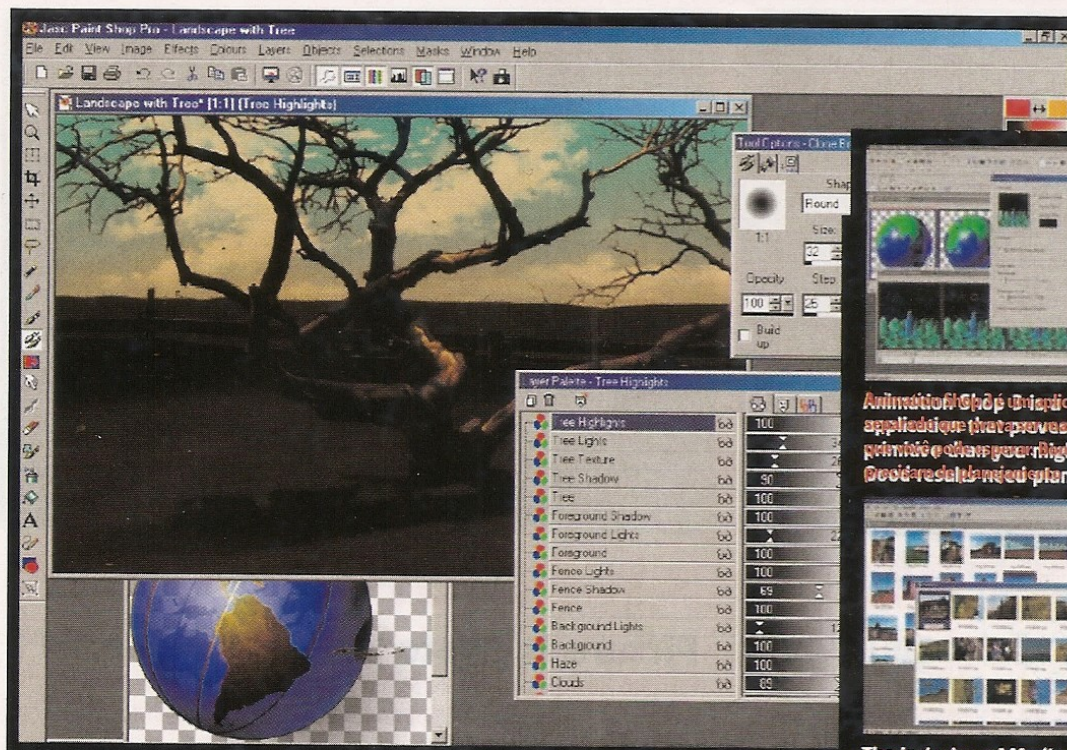 Jasc Paint Shop Pro - Landscape with Tree
File Edit View Image Effects Colours Layers Objects Selections Masks Window Help
Landscape with Tree* [1:1] (Tree Highlights)
Tool Options - Clone
Round
1:1
Size:
32
Opacity Step
100 25
Build
up
Layer Palette - Tree Highlights
Tree Highlights 100
Tree Lights
Tree Texture
Tree Shadow 90
Tree 100
Foreground Shadow 100
Foreground Lights
Foreground 100
Fence Lights 100
Fence Shadow 69
Fence 100
Background Lights
Background 100
Haze 100
Clouds 89